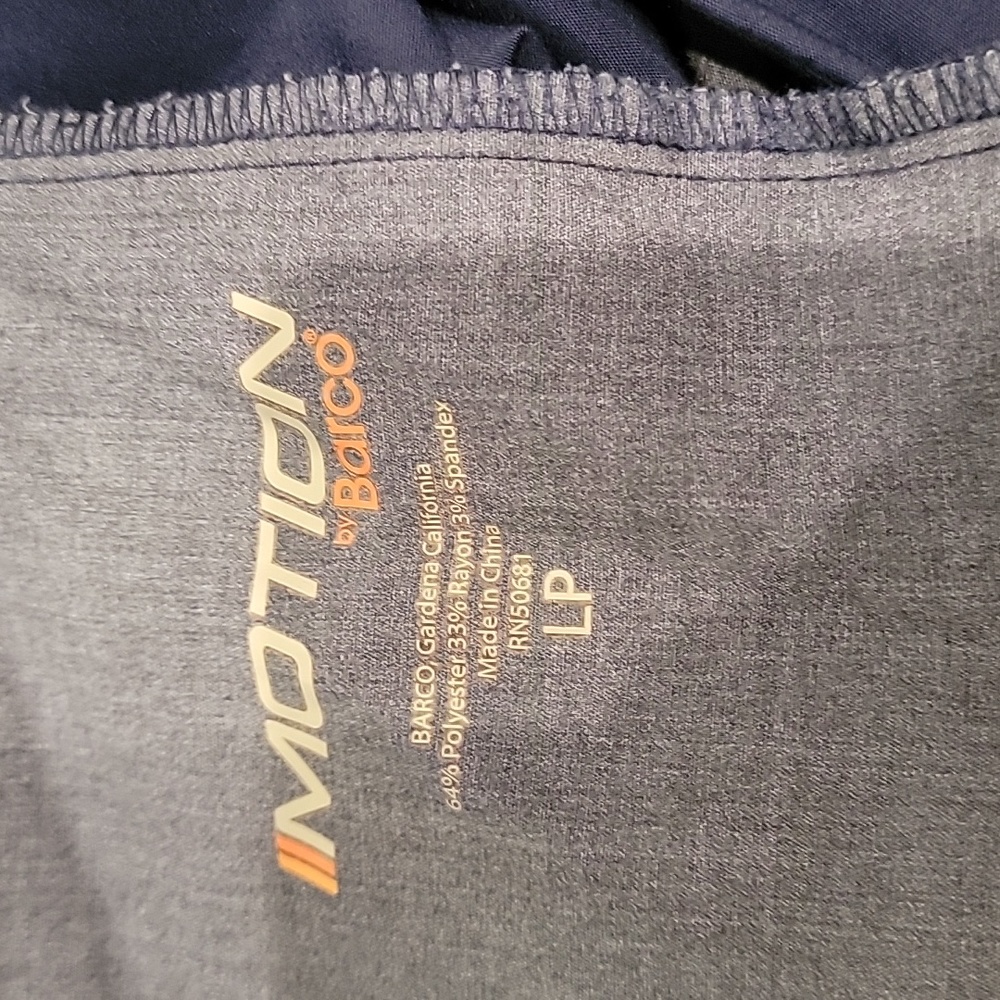 MOTION
by Barco®
BARCO, Gardena California
64% Polyester 33% Rayon 3% Spandex
Made in China
RN50681
LP